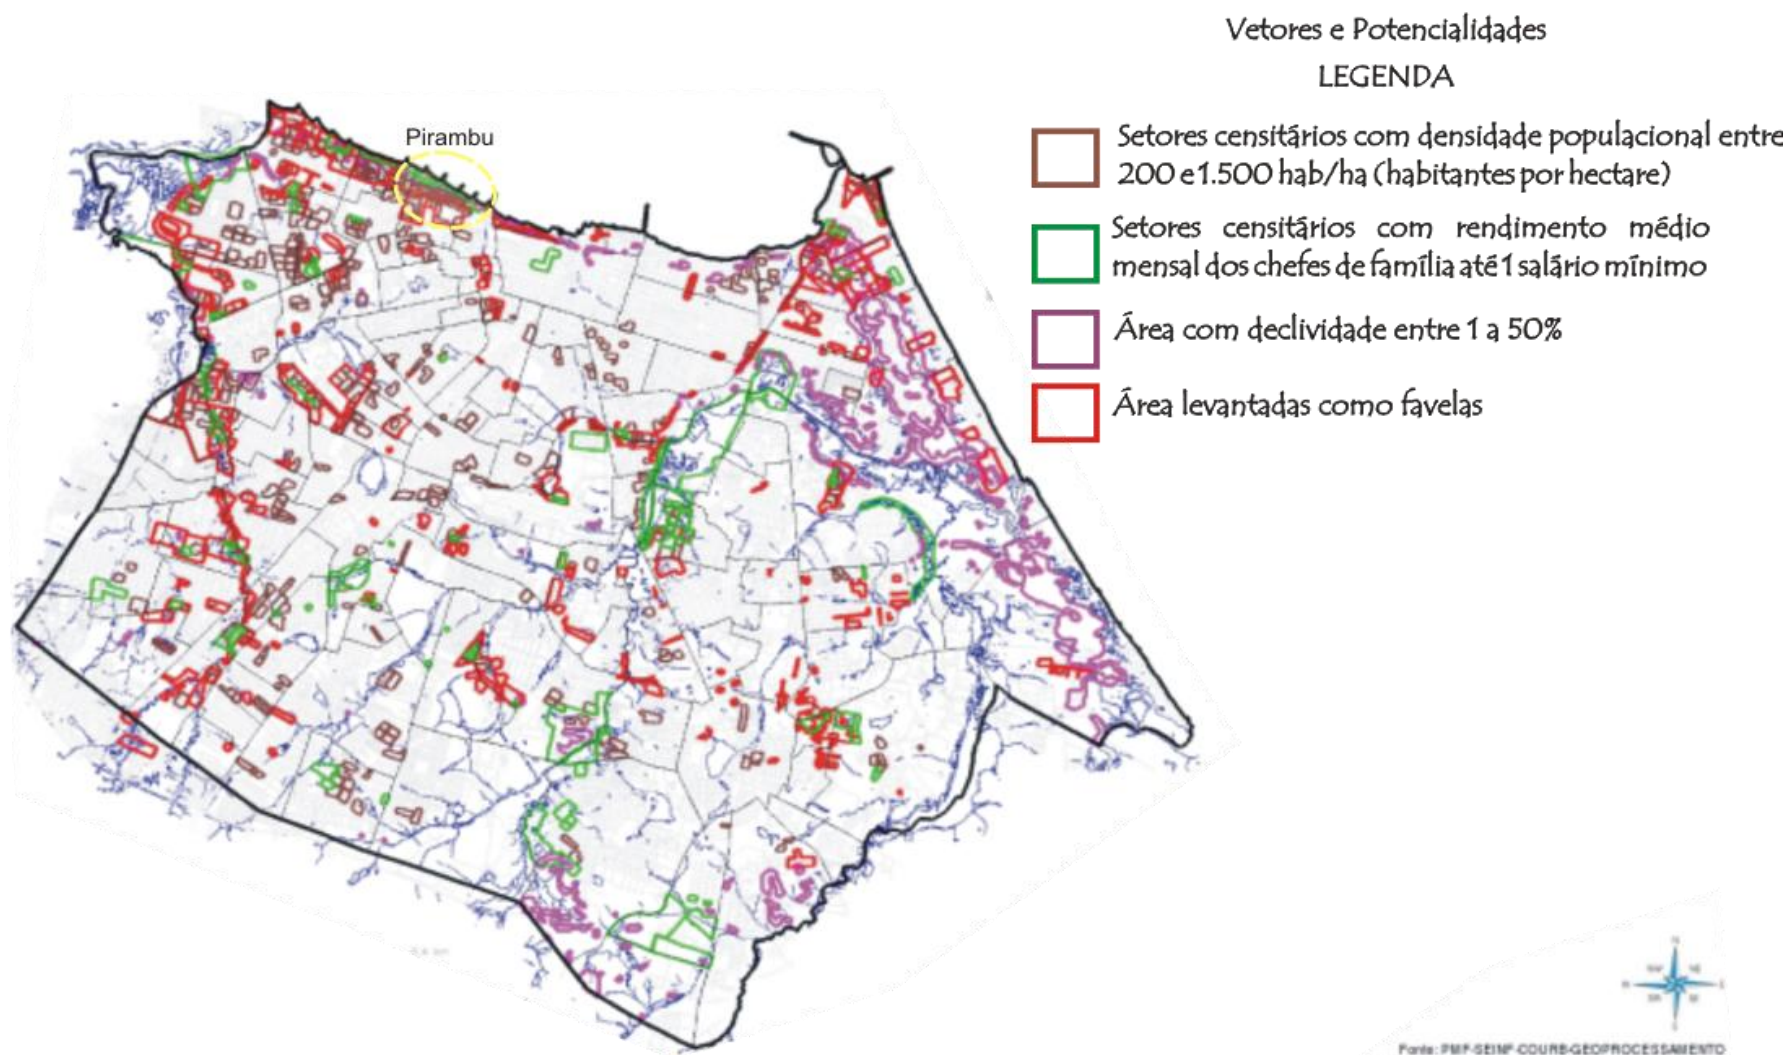 Vetores e Potencialidades
LEGENDA
Pirambu
Setores censitários com densidade populacional entre
200 e 1.500 hab/ha (habitantes por hectare)
Setores censitários com rendimento médio
mensal dos chefes de família até 1 salário mínimo
Área com declividade entre 1 a 50%
Área levantadas como favelas
Fonte: PMF-SEINF-COURB-GEOPROCESSAMENTO